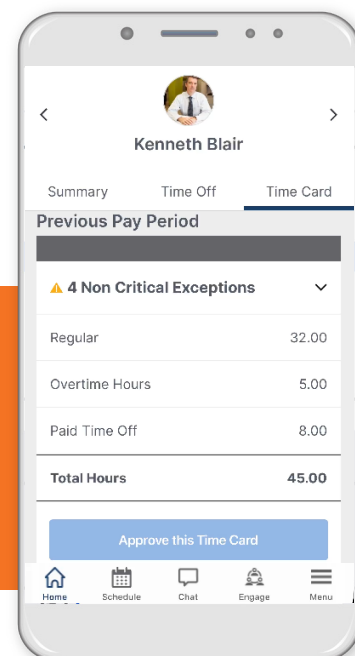 Kenneth Blair
Summary Time Off Time Card
Previous Pay Period
4 Non Critical Exceptions
Regular 32.00
Overtime Hours 5.00
Paid Time Off 8.00
Total Hours 45.00
Approve this Time Card
Home Schedule Chat Engage Menu